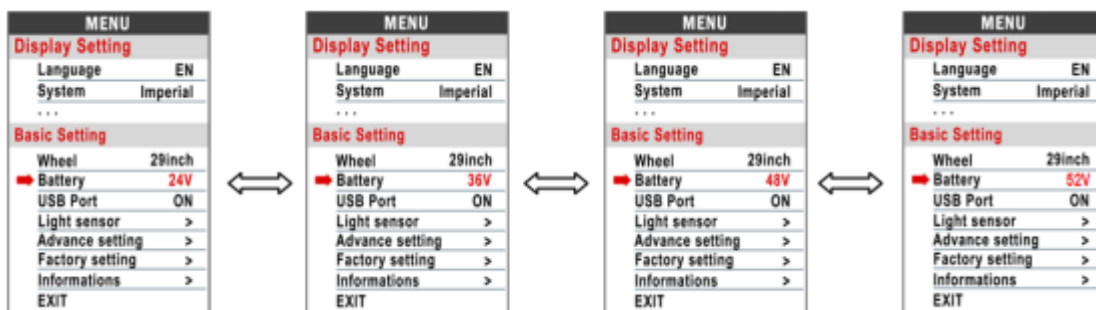 MENU
Display Setting
Language EN
System Imperial
...
Basic Setting
Wheel 29inch
Battery 24V
USB Port ON
Light sensor >
Advance setting >
Factory setting >
Informations >
EXIT
MENU
Display Setting
Language EN
System Imperial
...
Basic Setting
Wheel 29inch
Battery 36V
USB Port ON
Light sensor >
Advance setting >
Factory setting >
Informations >
EXIT
MENU
Display Setting
Language EN
System Imperial
...
Basic Setting
Wheel 29inch
Battery 48V
USB Port ON
Light sensor >
Advance setting >
Factory setting >
Informations >
EXIT
MENU
Display Setting
Language EN
System Imperial
...
Basic Setting
Wheel 29inch
Battery 52V
USB Port ON
Light sensor >
Advance setting >
Factory setting >
Informations >
EXIT